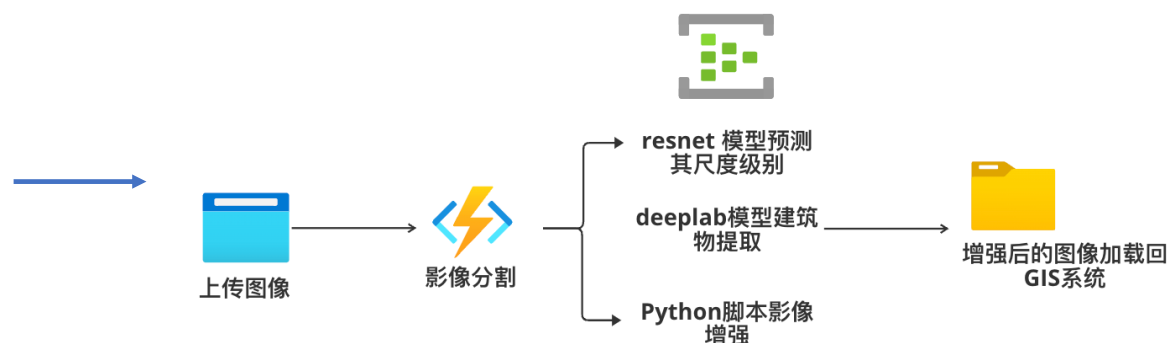 上传图像
影像分割
resnet 模型预测
其尺度级别
deeplab模型建筑
物提取
Python脚本影像
增强
增强后的图像加载回
GIS系统